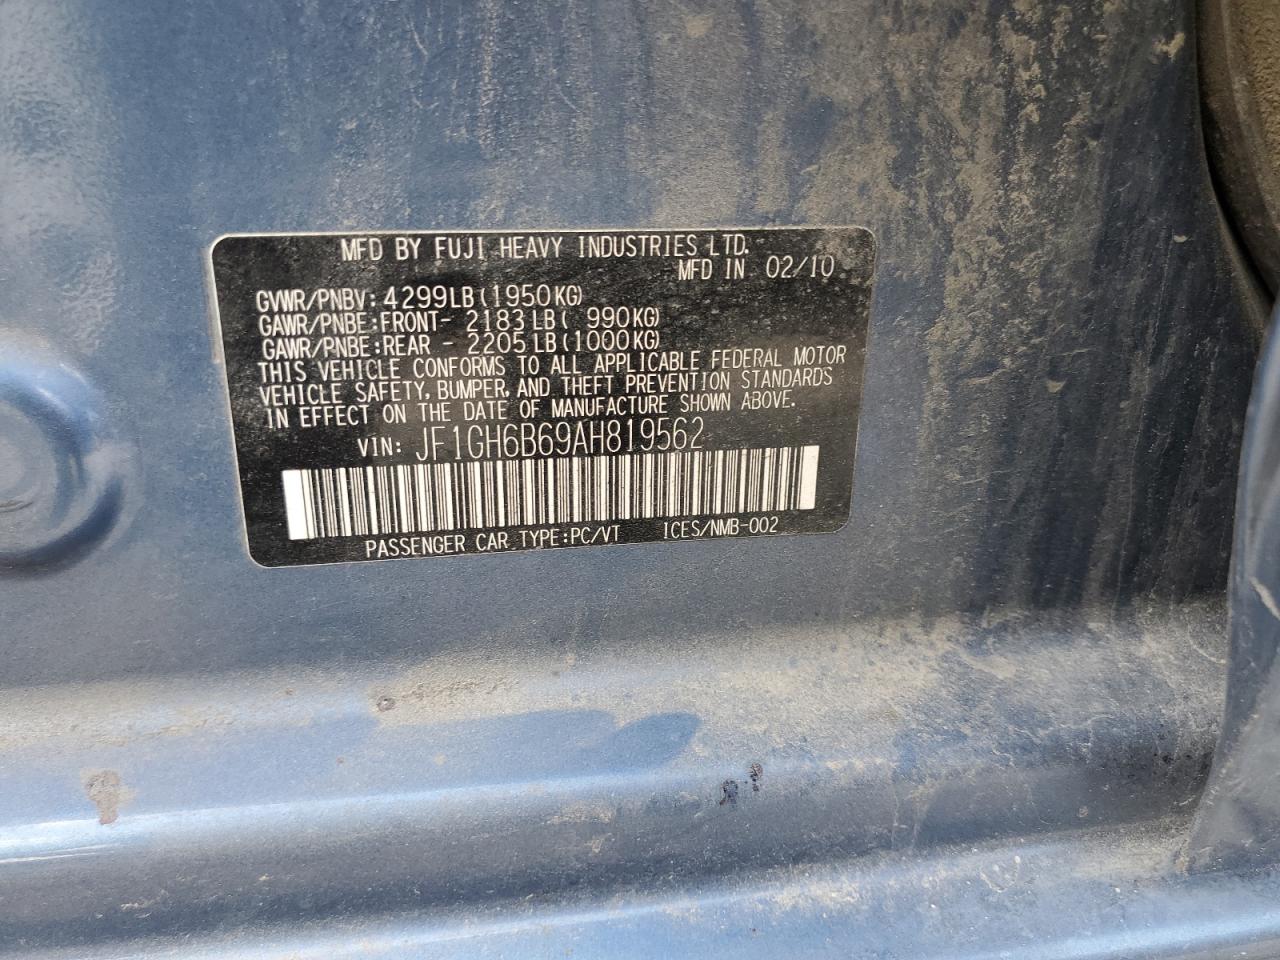 MFD BY FUJI HEAVY INDUSTRIES LTD.
MFD IN 02/10
GVWR/PNBV: 4299LB (1950KG)
GAWR/PNBE: FRONT- 2183LB ( 990KG)
GAWR/PNBE: REAR - 2205LB (1000KG)
THIS VEHICLE CONFORMS TO ALL APPLICABLE FEDERAL MOTOR
VEHICLE SAFETY, BUMPER, AND THEFT PREVENTION STANDARDS
IN EFFECT ON THE DATE OF MANUFACTURE SHOWN ABOVE.
VIN: JF1GH6B69AH819562
PASSENGER CAR TYPE:PC/VT ICES/NMB-002